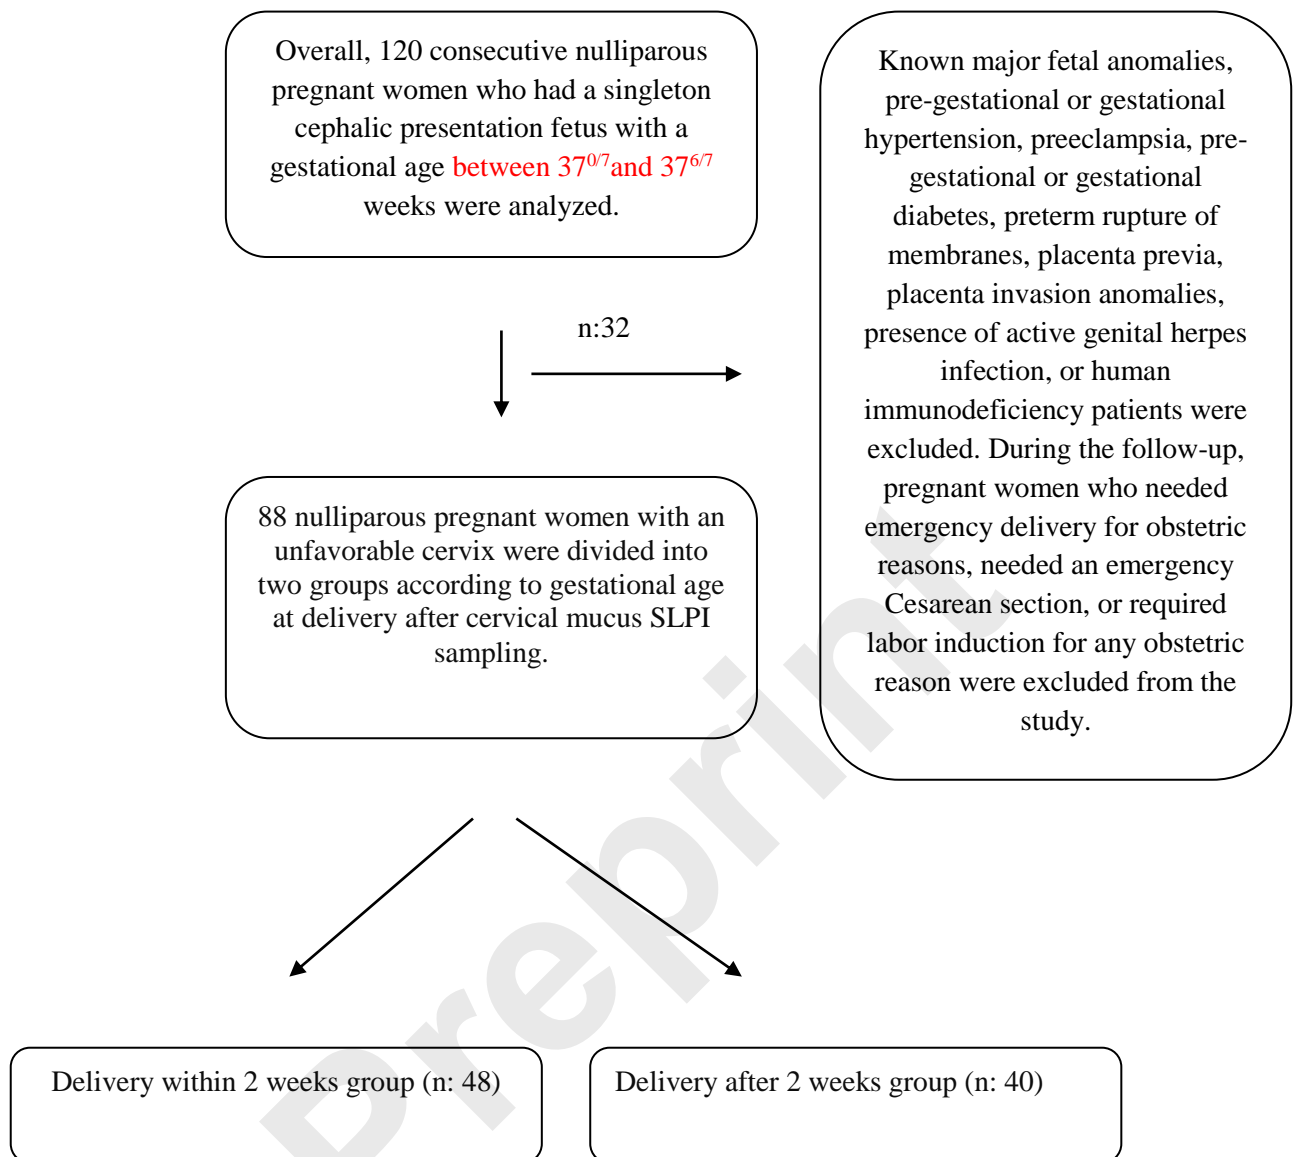 Overall, 120 consecutive nulliparous
pregnant women who had a singleton
cephalic presentation fetus with a
gestational age between 37⁰/⁷and 37⁶/⁷
weeks were analyzed.
n:32
Known major fetal anomalies,
pre-gestational or gestational
hypertension, preeclampsia, pre-
gestational or gestational
diabetes, preterm rupture of
membranes, placenta previa,
placenta invasion anomalies,
presence of active genital herpes
infection, or human
immunodeficiency patients were
excluded. During the follow-up,
pregnant women who needed
emergency delivery for obstetric
reasons, needed an emergency
Cesarean section, or required
labor induction for any obstetric
reason were excluded from the
study.
88 nulliparous pregnant women with an
unfavorable cervix were divided into
two groups according to gestational age
at delivery after cervical mucus SLPI
sampling.
Delivery within 2 weeks group (n: 48)
Delivery after 2 weeks group (n: 40)
Preprint